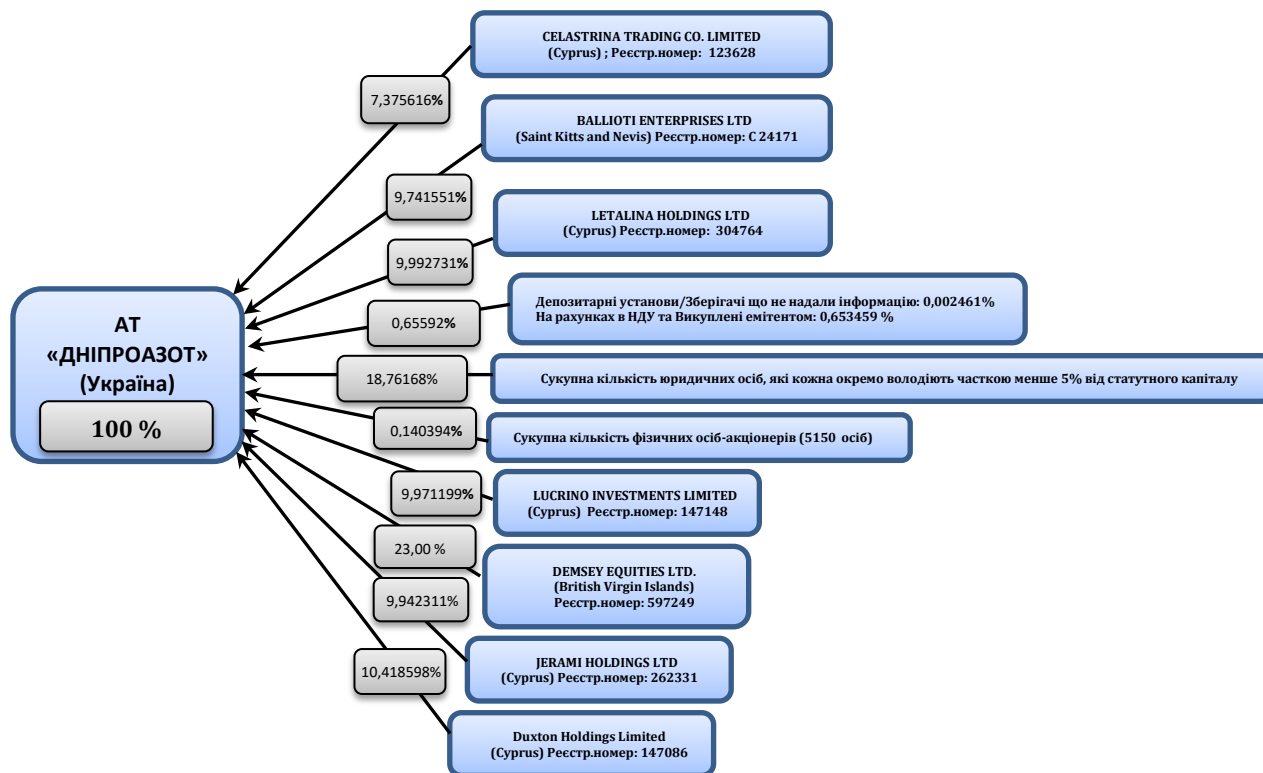 CELASTRINA TRADING CO. LIMITED
(Cyprus) ; Реєстр.номер: 123628
7,375616%
BALLIOTI ENTERPRISES LTD
(Saint Kitts and Nevis) Реєстр.номер: C 24171
9,741551%
LETALINA HOLDINGS LTD
(Cyprus) Реєстр.номер: 304764
9,992731%
Депозитарні установи/Зберігачі що не надали інформацію: 0,002461%
На рахунках в НДУ та Викуплені емітентом: 0,653459 %
0,65592%
АТ
«ДНІПРОАЗОТ»
(Україна)
100 %
18,76168%
Сукупна кількість юридичних осіб, які кожна окремо володіють часткою менше 5% від статутного капіталу
0,140394%
Сукупна кількість фізичних осіб-акціонерів (5150 осіб)
9,971199%
LUCRINO INVESTMENTS LIMITED
(Cyprus) Реєстр.номер: 147148
23,00 %
DEMSEY EQUITIES LTD.
(British Virgin Islands)
Реєстр.номер: 597249
9,942311%
JERAMI HOLDINGS LTD
(Cyprus) Реєстр.номер: 262331
10,418598%
Duxton Holdings Limited
(Cyprus) Реєстр.номер: 147086